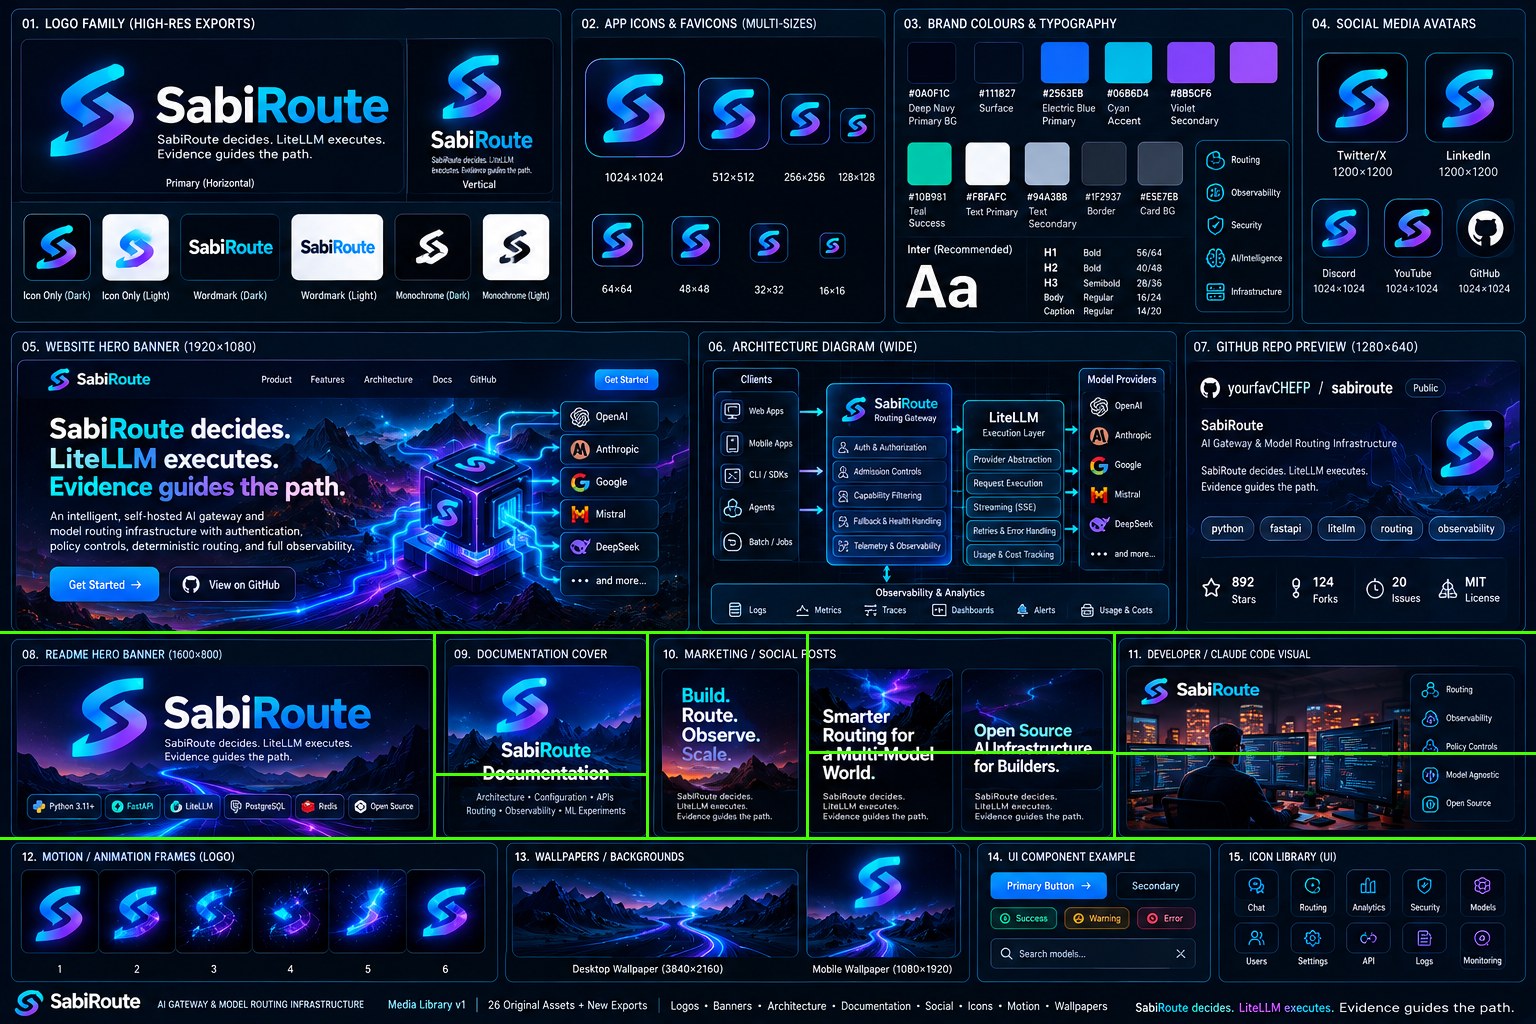 01. LOGO FAMILY (HIGH-RES EXPORTS)
SabiRoute
SabiRoute decides. LiteLLM executes.
Evidence guides the path.
Primary (Horizontal)
SabiRoute
SabiRoute decides. LiteLLM
executes. Evidence guides the path.
Vertical
Icon Only (Dark)
Icon Only (Light)
SabiRoute
Wordmark (Dark)
SabiRoute
Wordmark (Light)
Monochrome (Dark)
Monochrome (Light)
02. APP ICONS & FAVICONS (MULTI-SIZES)
1024×1024
512×512
256×256
128×128
64×64
48×48
32×32
16×16
03. BRAND COLOURS & TYPOGRAPHY
#0A0F1C
Deep Navy
Primary BG
#111827
Surface
#2563EB
Electric Blue
Primary
#06B6D4
Cyan
Accent
#8B5CF6
Violet
Secondary
#10B981
Teal
Success
#F8FAFC
Text Primary
#94A3B8
Text
Secondary
#1F2937
Border
#E5E7EB
Card BG
Routing
Observability
Security
AI/Intelligence
Infrastructure
Inter (Recommended)
Aa
H1 Bold 56/64
H2 Bold 40/48
H3 Semibold 28/36
Body Regular 16/24
Caption Regular 14/20
04. SOCIAL MEDIA AVATARS
Twitter/X
1200×1200
LinkedIn
1200×1200
Discord
1024×1024
YouTube
1024×1024
GitHub
1024×1024
05. WEBSITE HERO BANNER (1920×1080)
SabiRoute
Product
Features
Architecture
Docs
GitHub
Get Started
SabiRoute decides.
LiteLLM executes.
Evidence guides the path.
An intelligent, self-hosted AI gateway and
model routing infrastructure with authentication,
policy controls, deterministic routing, and full observability.
Get Started →
View on GitHub
OpenAI
Anthropic
Google
Mistral
DeepSeek
and more...
06. ARCHITECTURE DIAGRAM (WIDE)
Clients
Web Apps
Mobile Apps
CLI / SDKs
Agents
Batch / Jobs
SabiRoute
Routing Gateway
Auth & Authorization
Admission Controls
Capability Filtering
Fallback & Health Handling
Telemetry & Observability
LiteLLM
Execution Layer
Provider Abstraction
Request Execution
Streaming (SSE)
Retries & Error Handling
Usage & Cost Tracking
Model Providers
OpenAI
Anthropic
Google
Mistral
DeepSeek
and more...
Observability & Analytics
Logs
Metrics
Traces
Dashboards
Alerts
Usage & Costs
07. GITHUB REPO PREVIEW (1280×640)
yourfavCHEFP / sabiroute
Public
SabiRoute
AI Gateway & Model Routing Infrastructure
SabiRoute decides. LiteLLM executes.
Evidence guides the path.
python
fastapi
litellm
routing
observability
892
Stars
124
Forks
20
Issues
MIT
License
08. README HERO BANNER (1600×800)
SabiRoute
SabiRoute decides. LiteLLM executes.
Evidence guides the path.
Python 3.11+
FastAPI
LiteLLM
PostgreSQL
Redis
Open Source
09. DOCUMENTATION COVER
SabiRoute
Documentation
Architecture • Configuration • APIs
Routing • Observability • ML Experiments
10. MARKETING / SOCIAL POSTS
Build.
Route.
Observe.
Scale.
SabiRoute decides.
LiteLLM executes.
Evidence guides the path.
Smarter
Routing for
a Multi-Model
World.
SabiRoute decides.
LiteLLM executes.
Evidence guides the path.
Open Source
AI Infrastructure
for Builders.
SabiRoute decides.
LiteLLM executes.
Evidence guides the path.
11. DEVELOPER / CLAUDE CODE VISUAL
SabiRoute
Routing
Observability
Policy Controls
Model Agnostic
Open Source
12. MOTION / ANIMATION FRAMES (LOGO)
1
2
3
4
5
6
13. WALLPAPERS / BACKGROUNDS
Desktop Wallpaper (3840×2160)
Mobile Wallpaper (1080×1920)
14. UI COMPONENT EXAMPLE
Primary Button →
Secondary
Success
Warning
Error
Search models...
15. ICON LIBRARY (UI)
Chat
Routing
Analytics
Security
Models
Users
Settings
API
Logs
Monitoring
SabiRoute
AI GATEWAY & MODEL ROUTING INFRASTRUCTURE
Media Library v1
26 Original Assets + New Exports
Logos • Banners • Architecture • Documentation • Social • Icons • Motion • Wallpapers
SabiRoute decides. LiteLLM executes. Evidence guides the path.